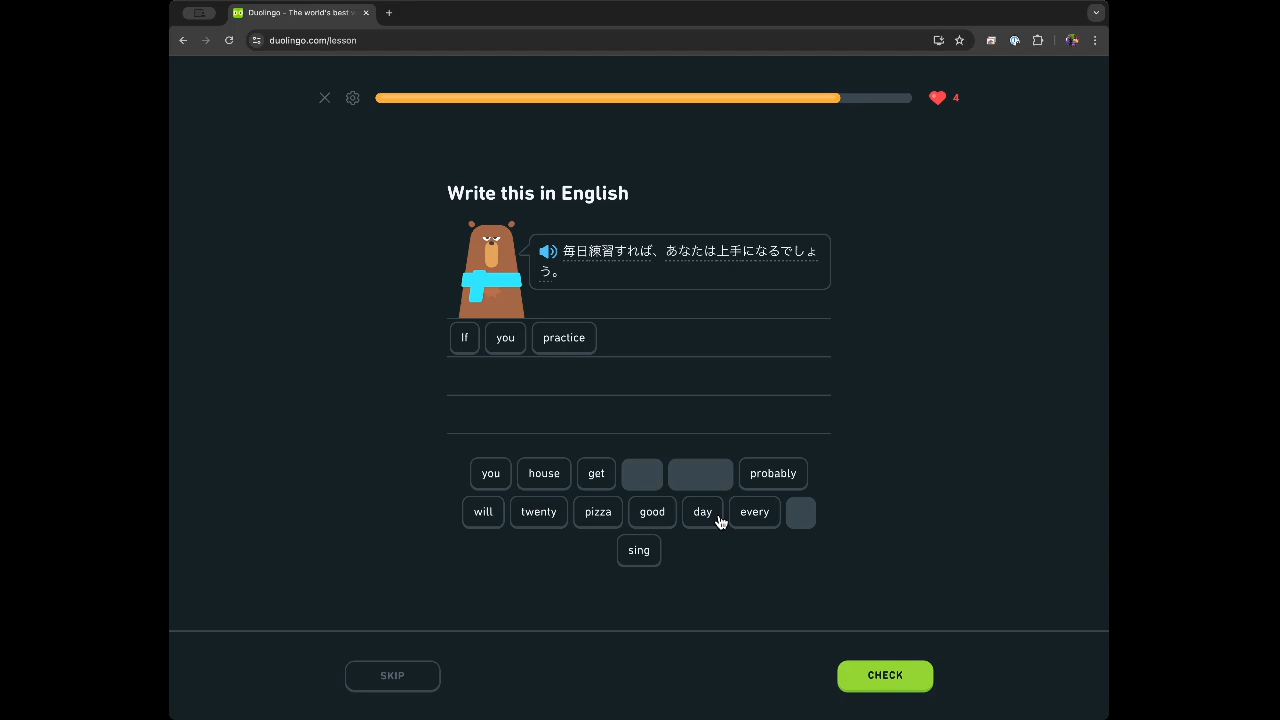 Duolingo - The world's best
duolingo.com/lesson
4
Write this in English
毎日練習すれば、あなたは上手になるでしょ
う。
If you practice
you house get probably
will twenty pizza good day every
sing
SKIP CHECK